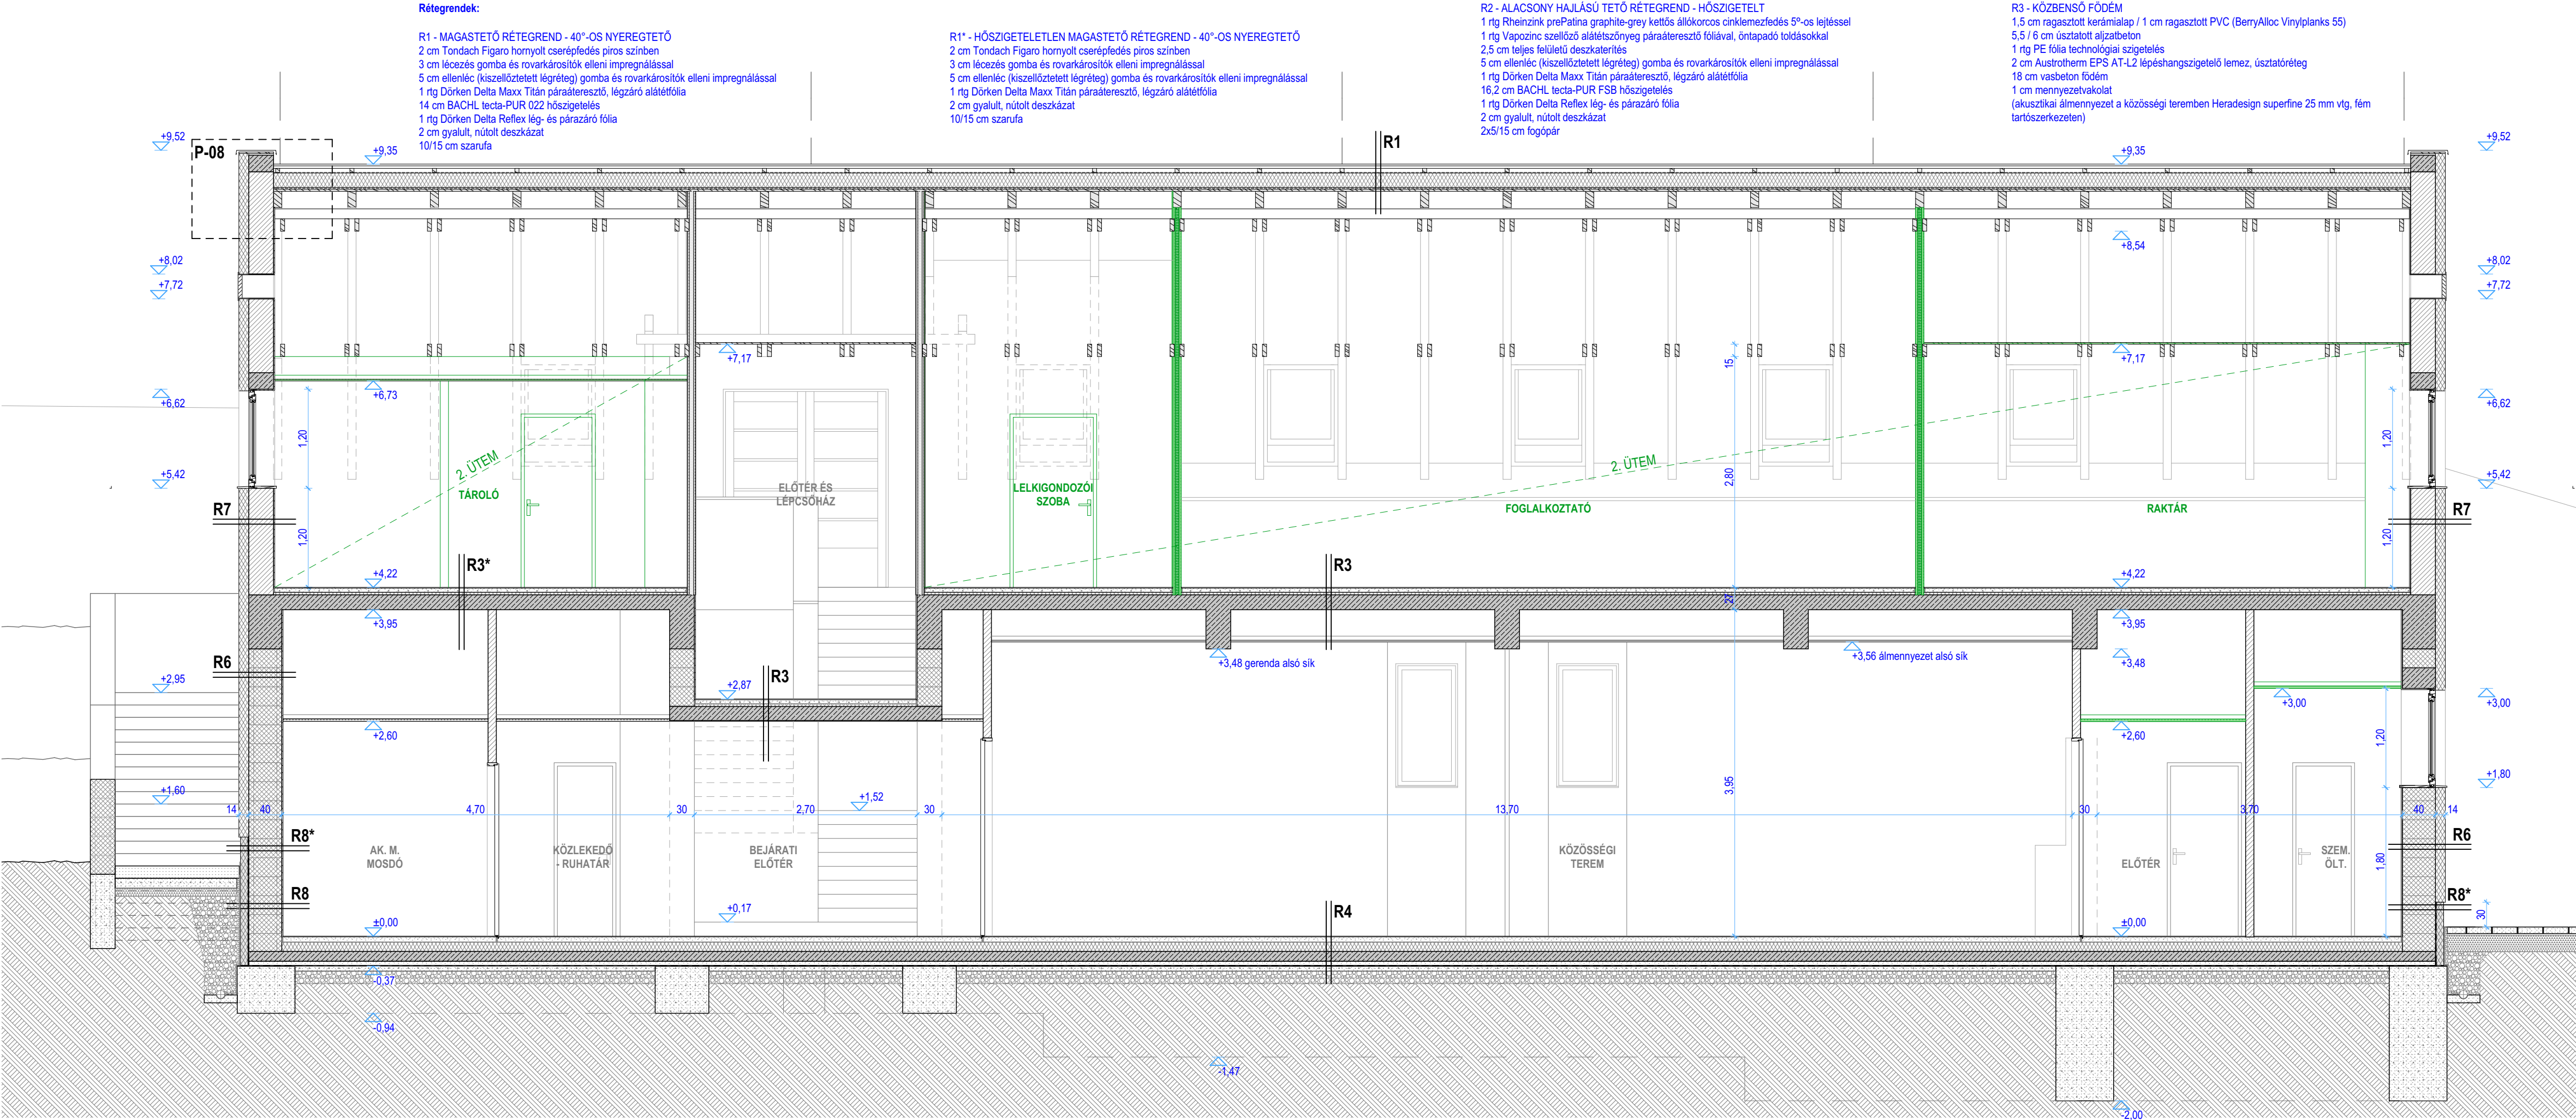 Rétegrendek:
R1 - MAGASTETŐ RÉTEGREND - 40°-OS NYEREGTETŐ
2 cm Tondach Figaro hornyolt cserépfedés piros színben
3 cm lécezés gomba és rovarkárosítók elleni impregnálással
5 cm ellenléc (kiszellőztetett légréteg) gomba és rovarkárosítók elleni impregnálással
1 rtg Dörken Delta Maxx Titán páraáteresztő, légzáró alátétfólia
14 cm BACHL tecta-PUR 022 hőszigetelés
1 rtg Dörken Delta Reflex lég- és párazáró fólia
2 cm gyalult, nútolt deszkázat
10/15 cm szarufa
R1* - HŐSZIGETELETLEN MAGASTETŐ RÉTEGREND - 40°-OS NYEREGTETŐ
2 cm Tondach Figaro hornyolt cserépfedés piros színben
3 cm lécezés gomba és rovarkárosítók elleni impregnálással
5 cm ellenléc (kiszellőztetett légréteg) gomba és rovarkárosítók elleni impregnálással
1 rtg Dörken Delta Maxx Titán páraáteresztő, légzáró alátétfólia
2 cm gyalult, nútolt deszkázat
10/15 cm szarufa
R2 - ALACSONY HAJLÁSÚ TETŐ RÉTEGREND - HŐSZIGETELT
1 rtg Rheinzink prePatina graphite-grey kettős állókorcos cinklemezfedés 5º-os lejtéssel
1 rtg Vapozinc szellőző alátétszőnyeg páraáteresztő fóliával, öntapadó toldásokkal
2,5 cm teljes felületű deszkaterítés
5 cm ellenléc (kiszellőztetett légréteg) gomba és rovarkárosítók elleni impregnálással
1 rtg Dörken Delta Maxx Titán páraáteresztő, légzáró alátétfólia
16,2 cm BACHL tecta-PUR FSB hőszigetelés
1 rtg Dörken Delta Reflex lég- és párazáró fólia
2 cm gyalult, nútolt deszkázat
2x5/15 cm fogópár
R3 - KÖZBENSŐ FÖDÉM
1,5 cm ragasztott kerámialap / 1 cm ragasztott PVC (BerryAlloc Vinylplanks 55)
5,5 / 6 cm úsztatott aljzatbeton
1 rtg PE fólia technológiai szigetelés
2 cm Austrotherm EPS AT-L2 lépéshangszigetelő lemez, úsztatóréteg
18 cm vasbeton födém
1 cm mennyezetvakolat
(akusztikai álmennyezet a közösségi teremben Heradesign superfine 25 mm vtg, fém
tartószerkezeten)
+9,52
P-08
+9,35
R1
+9,35
+9,52
+8,02
+7,72
+8,54
+8,02
+7,72
+7,17
15
+7,17
+6,73
+6,62
+6,62
1,20
1,20
2. ÜTEM
2. ÜTEM
2,80
+5,42
+5,42
TÁROLÓ
ELŐTÉR ÉS
LÉPCSŐHÁZ
LELKIGONDOZÓI
SZOBA
FOGLALKOZTATÓ
RAKTÁR
R7
R7
1,20
1,20
R3*
R3
+4,22
+4,22
27
+3,95
+3,95
R6
+3,48 gerenda alsó sík
+3,56 álmennyezet alsó sík
+3,48
R3
+2,95
+2,87
+3,00
+3,00
+2,60
+2,60
1,20
+1,60
+1,52
3,95
+1,80
14
40
4,70
30
2,70
30
13,70
30
3,70
40
14
R8*
R6
AK. M.
MOSDÓ
KÖZLEKEDŐ
- RUHATÁR
BEJÁRATI
ELŐTÉR
KÖZÖSSÉGI
TEREM
ELŐTÉR
SZEM.
ÖLT.
1,80
R8
R8*
R4
+0,17
30
±0,00
±0,00
-0,37
-0,94
-1,47
-2,00